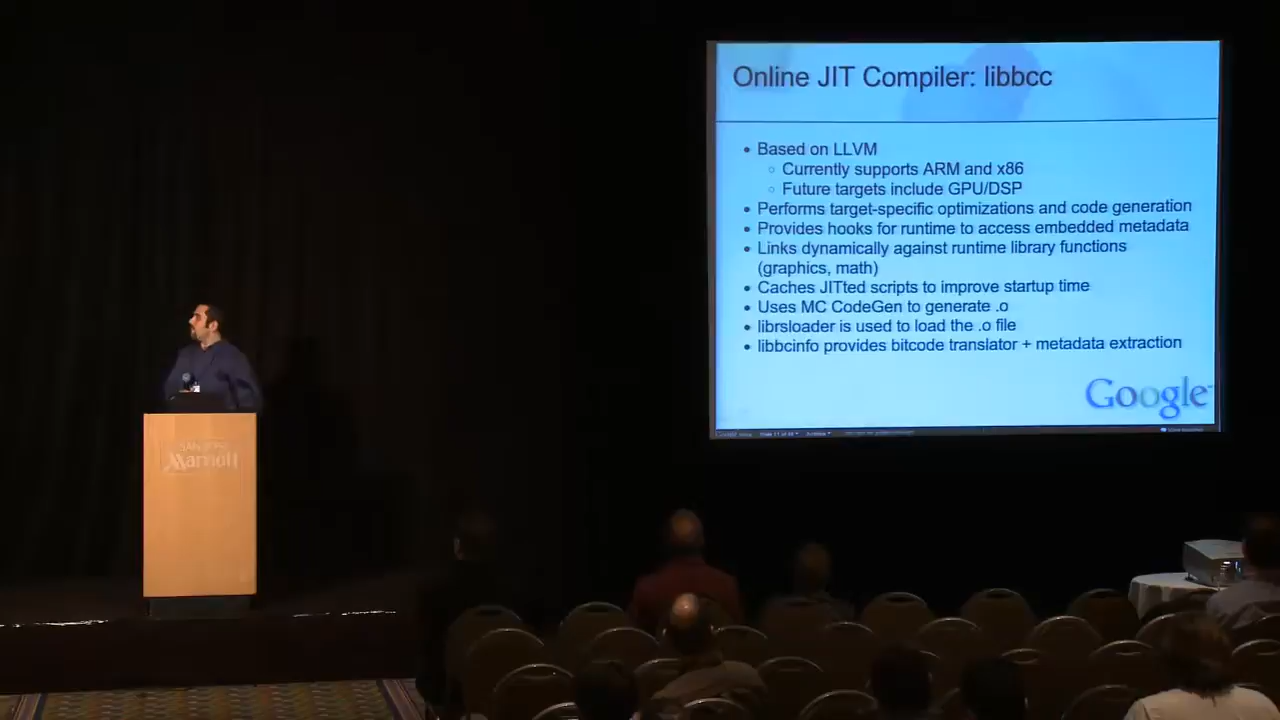 Online JIT Compiler: libbcc
• Based on LLVM
○ Currently supports ARM and x86
○ Future targets include GPU/DSP
• Performs target-specific optimizations and code generation
• Provides hooks for runtime to access embedded metadata
• Links dynamically against runtime library functions
(graphics, math)
• Caches JITted scripts to improve startup time
• Uses MC CodeGen to generate .o
• librsloader is used to load the .o file
• libbcinfo provides bitcode translator + metadata extraction
Google
SAN JOSE
Marriott